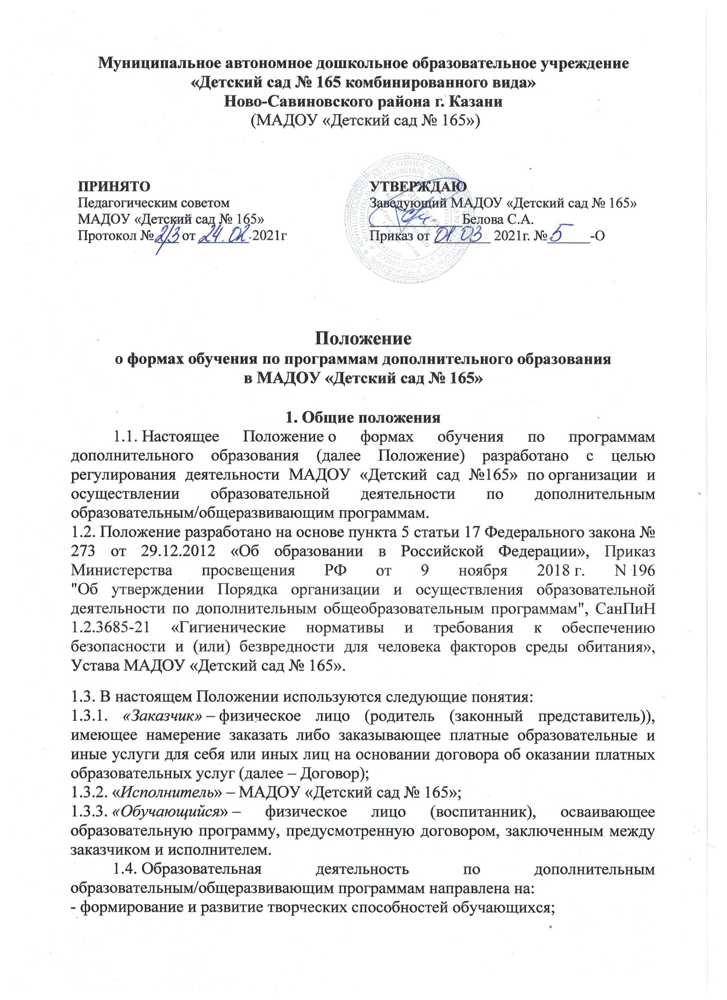 Муниципальное автономное дошкольное образовательное учреждение
«Детский сад № 165 комбинированного вида»
Ново-Савиновского района г. Казани
(МАДОУ «Детский сад № 165»)
ПРИНЯТО
Педагогическим советом
МАДОУ «Детский сад № 165»
Протокол № 2/3 от 24.02.2021г
УТВЕРЖДАЮ
Заведующий МАДОУ «Детский сад № 165»
Белова С.А.
Приказ от 01.03 2021г. № 5 -О
Положение
о формах обучения по программам дополнительного образования
в МАДОУ «Детский сад № 165»
1. Общие положения
1.1. Настоящее Положение о формах обучения по программам
дополнительного образования (далее Положение) разработано с целью
регулирования деятельности МАДОУ «Детский сад №165» по организации и
осуществлении образовательной деятельности по дополнительным
образовательным/общеразвивающим программам.
1.2. Положение разработано на основе пункта 5 статьи 17 Федерального закона №
273 от 29.12.2012 «Об образовании в Российской Федерации», Приказ
Министерства просвещения РФ от 9 ноября 2018 г. N 196
"Об утверждении Порядка организации и осуществления образовательной
деятельности по дополнительным общеобразовательным программам", СанПиН
1.2.3685-21 «Гигиенические нормативы и требования к обеспечению
безопасности и (или) безвредности для человека факторов среды обитания»,
Устава МАДОУ «Детский сад № 165».
1.3. В настоящем Положении используются следующие понятия:
1.3.1. «Заказчик» – физическое лицо (родитель (законный представитель)),
имеющее намерение заказать либо заказывающее платные образовательные и
иные услуги для себя или иных лиц на основании договора об оказании платных
образовательных услуг (далее – Договор);
1.3.2. «Исполнитель» – МАДОУ «Детский сад № 165»;
1.3.3. «Обучающийся» – физическое лицо (воспитанник), осваивающее
образовательную программу, предусмотренную договором, заключенным между
заказчиком и исполнителем.
1.4. Образовательная деятельность по дополнительным
образовательным/общеразвивающим программам направлена на:
- формирование и развитие творческих способностей обучающихся;